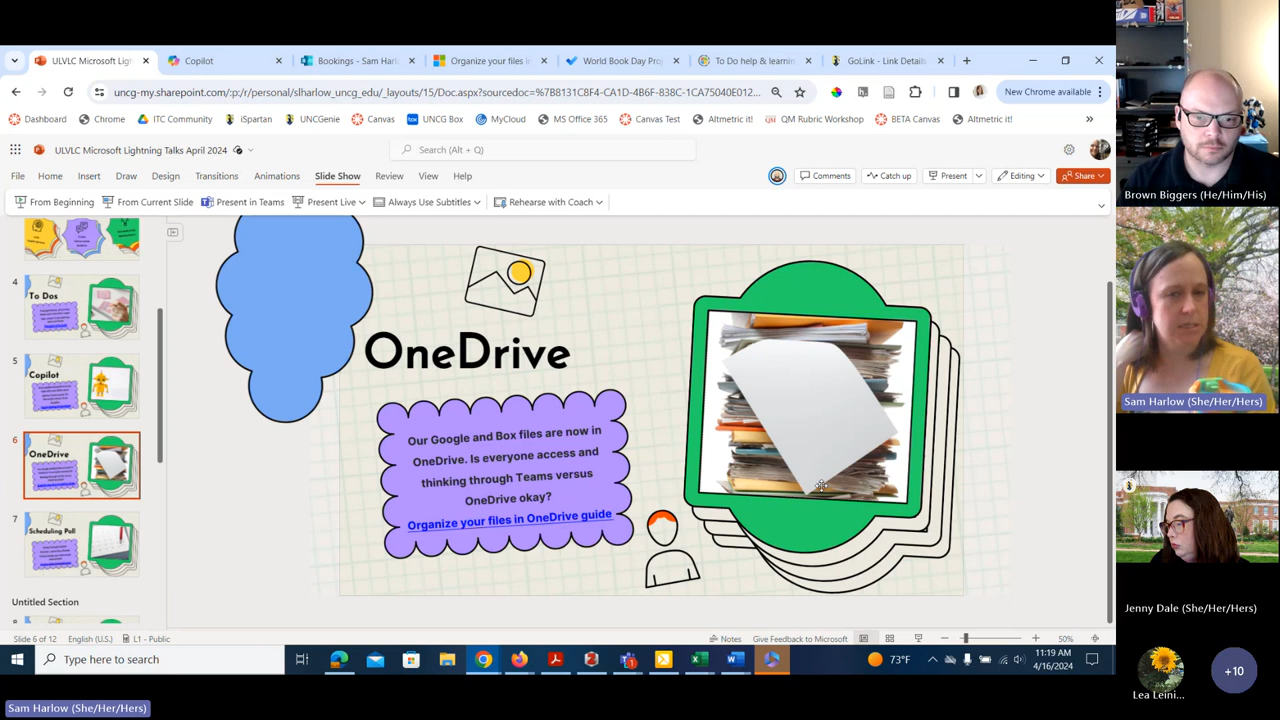 ULVLC Microsoft Lightn
Copilot
Bookings - Sam Harlo
Organize your files in
World Book Day Proj
To Do help & learning
GoLink - Link Details
uncg-my.sharepoint.com/:p:/r/personal/slharlow_uncg_edu/_layouts/15/Doc.aspx?sourcedoc=%7B8131C8F4-CA1D-4B6F-838C-1CA75040E012...
New Chrome available
Dashboard
Chrome
ITC Community
iSpartan
UNCGenie
Canvas
UNCG Box
MyCloud
MS Office 365
Canvas Test
Altmetric it!
QM Rubric Workshop
BETA Canvas
Altmetric it!
ULVLC Microsoft Lightning Talks April 2024
Search (Alt + Q)
File Home Insert Draw Design Transitions Animations Slide Show Review View Help
Comments
Catch up
Present
Editing
Share
From Beginning
From Current Slide
Present in Teams
Present Live
Always Use Subtitles
Rehearse with Coach
4
To Dos
5
Copilot
6
OneDrive
7
Scheduling Poll
Untitled Section
8
OneDrive
Our Google and Box files are now in
OneDrive. Is everyone access and
thinking through Teams versus
OneDrive okay?
Organize your files in OneDrive guide
Slide 6 of 12
English (U.S.)
L1 - Public
Notes
Give Feedback to Microsoft
50%
Type here to search
73°F
11:19 AM
4/16/2024
Brown Biggers (He/Him/His)
Sam Harlow (She/Her/Hers)
Jenny Dale (She/Her/Hers)
Lea Leini...
+10
Sam Harlow (She/Her/Hers)